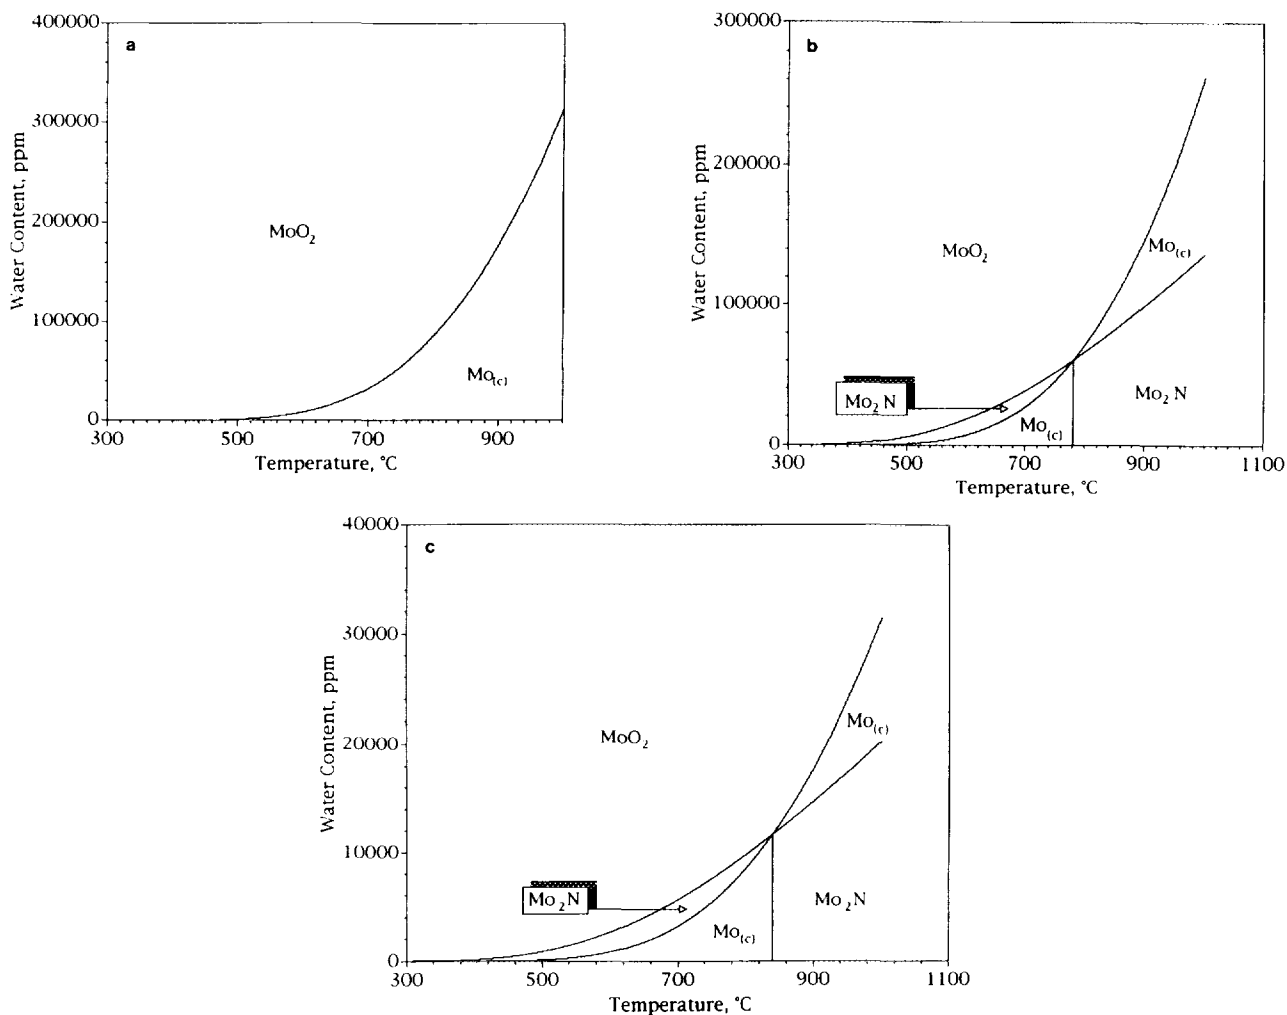 a
400000
300000
200000
100000
0
Water Content, ppm
MoO2
Mo(c)
300 500 700 900
Temperature, °C
b
300000
200000
100000
0
Water Content, ppm
MoO2
Mo(c)
Mo2N
Mo2N
Mo(c)
300 500 700 900 1100
Temperature, °C
c
40000
30000
20000
10000
0
Water Content, ppm
MoO2
Mo(c)
Mo2N
Mo2N
Mo(c)
300 500 700 900 1100
Temperature, °C